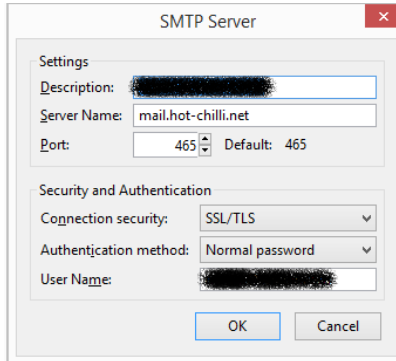 SMTP Server
Settings
Description:
Server Name: mail.hot-chilli.net
Port: 465 Default: 465
Security and Authentication
Connection security: SSL/TLS
Authentication method: Normal password
User Name:
OK Cancel